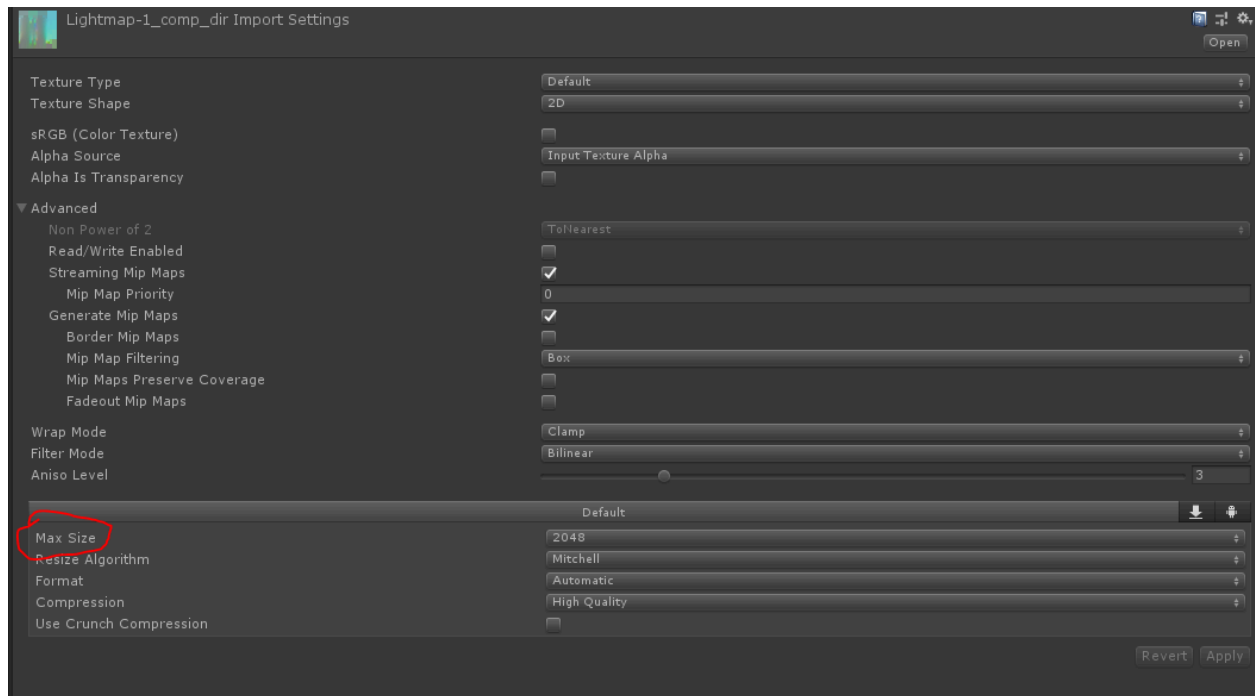 Lightmap-1_comp_dir Import Settings
Open
Texture Type Default
Texture Shape 2D
sRGB (Color Texture)
Alpha Source Input Texture Alpha
Alpha Is Transparency
Advanced
Non Power of 2 ToNearest
Read/Write Enabled
Streaming Mip Maps
Mip Map Priority 0
Generate Mip Maps
Border Mip Maps
Mip Map Filtering Box
Mip Maps Preserve Coverage
Fadeout Mip Maps
Wrap Mode Clamp
Filter Mode Bilinear
Aniso Level 3
Default
Max Size 2048
Resize Algorithm Mitchell
Format Automatic
Compression High Quality
Use Crunch Compression
Revert Apply